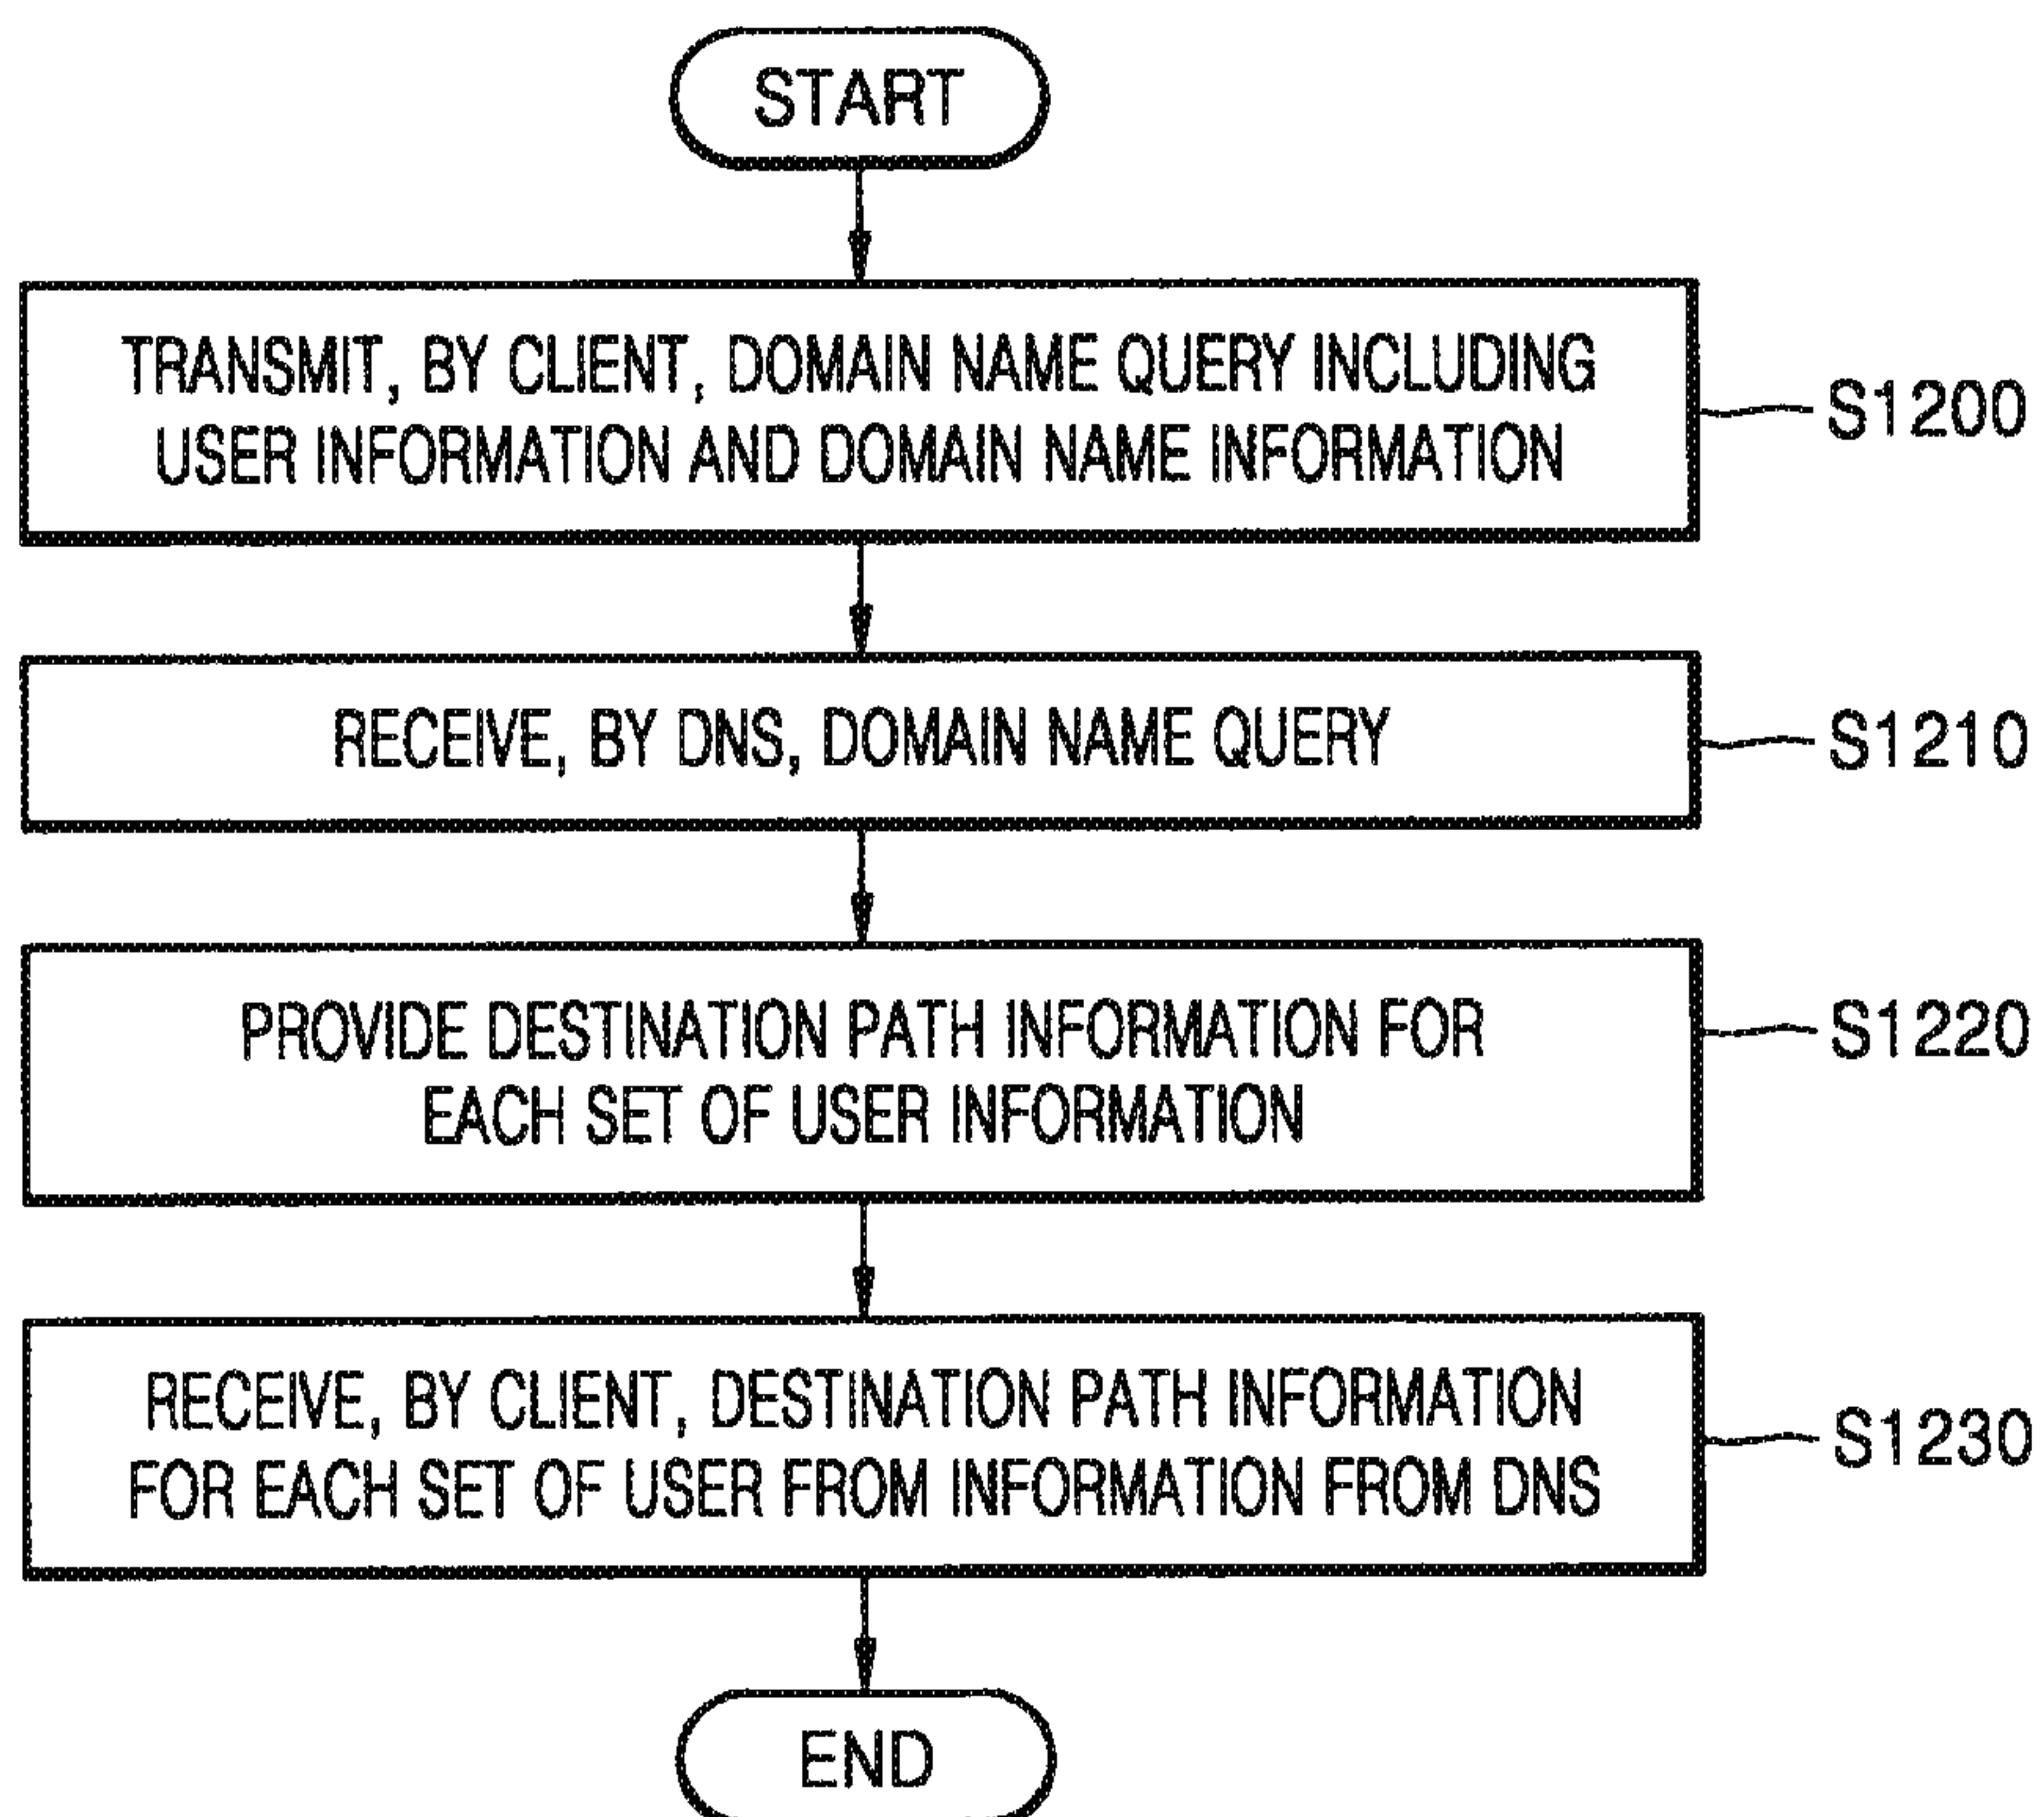 START
TRANSMIT, BY CLIENT, DOMAIN NAME QUERY INCLUDING
USER INFORMATION AND DOMAIN NAME INFORMATION
S1200
RECEIVE, BY DNS, DOMAIN NAME QUERY
S1210
PROVIDE DESTINATION PATH INFORMATION FOR
EACH SET OF USER INFORMATION
S1220
RECEIVE, BY CLIENT, DESTINATION PATH INFORMATION
FOR EACH SET OF USER FROM INFORMATION FROM DNS
S1230
END